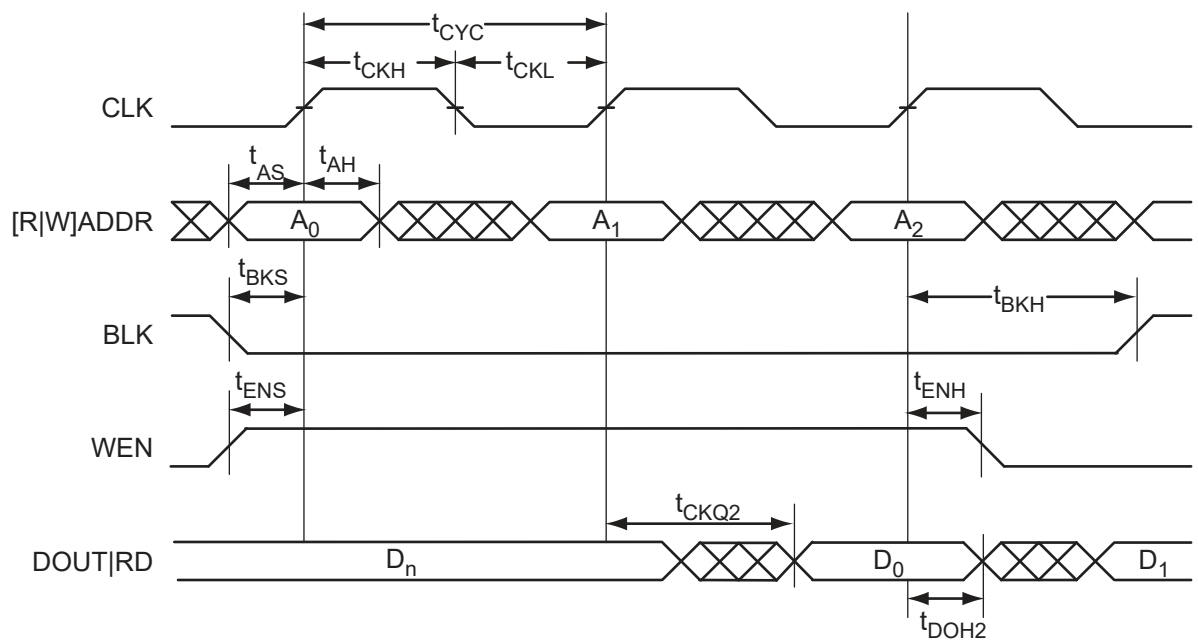 tCYC
tCKH tCKL
CLK
tAS tAH
[R|W]ADDR A0 A1 A2
tBKS tBKH
BLK
tENS tENH
WEN
tCKQ2
DOUT|RD Dn D0 D1
tDOH2